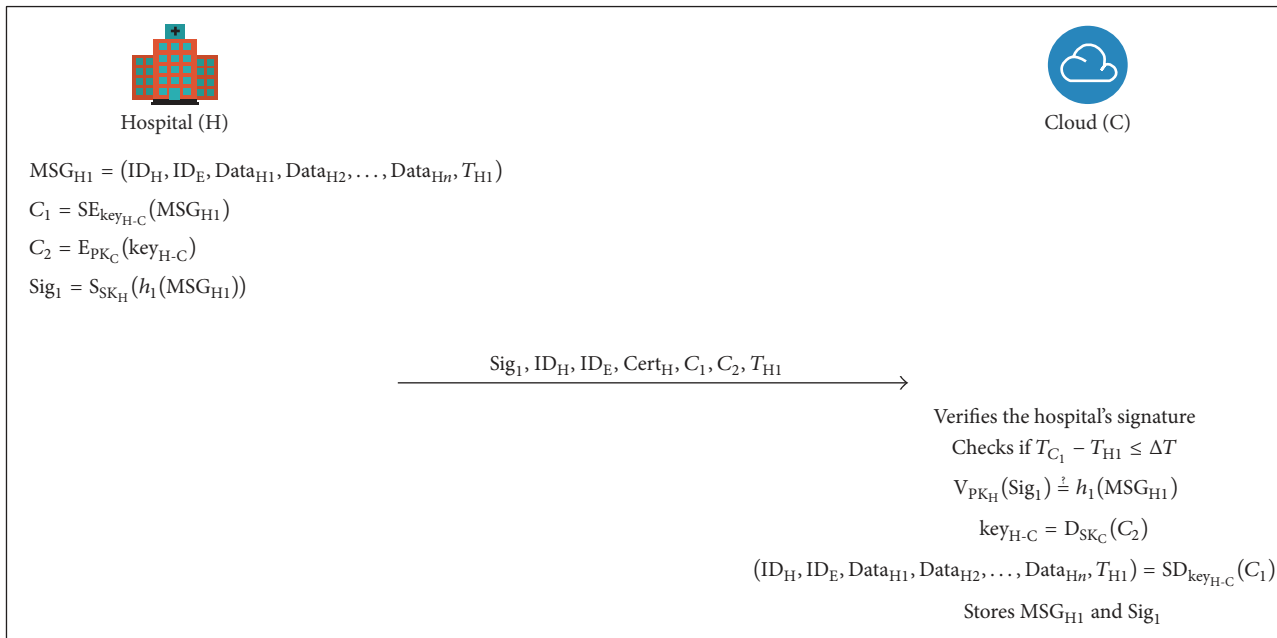 Hospital (H)
Cloud (C)
MSG_H1 = (ID_H, ID_E, Data_H1, Data_H2, . . . , Data_Hn, T_H1)
C_1 = SE_key_H-C(MSG_H1)
C_2 = E_PK_C(key_H-C)
Sig_1 = S_SK_H(h_1(MSG_H1))
Sig_1, ID_H, ID_E, Cert_H, C_1, C_2, T_H1
Verifies the hospital's signature
Checks if T_C_1 − T_H1 ≤ ΔT
V_PK_H(Sig_1) ≟ h_1(MSG_H1)
key_H-C = D_SK_C(C_2)
(ID_H, ID_E, Data_H1, Data_H2, . . . , Data_Hn, T_H1) = SD_key_H-C(C_1)
Stores MSG_H1 and Sig_1